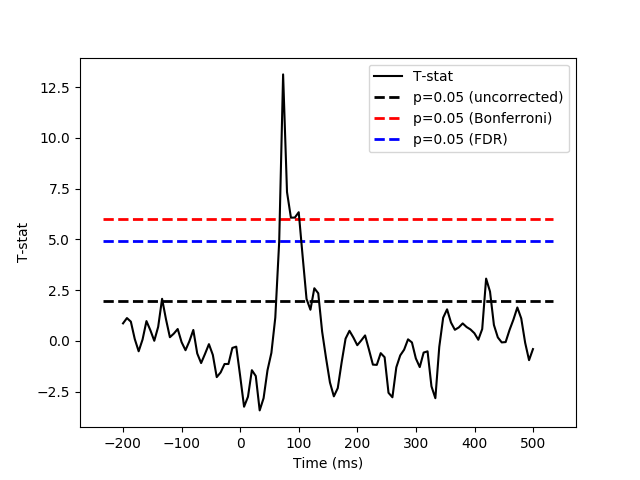 T-stat
p=0.05 (uncorrected)
p=0.05 (Bonferroni)
p=0.05 (FDR)
12.5
10.0
7.5
5.0
2.5
0.0
−2.5
T-stat
−200
−100
0
100
200
300
400
500
Time (ms)